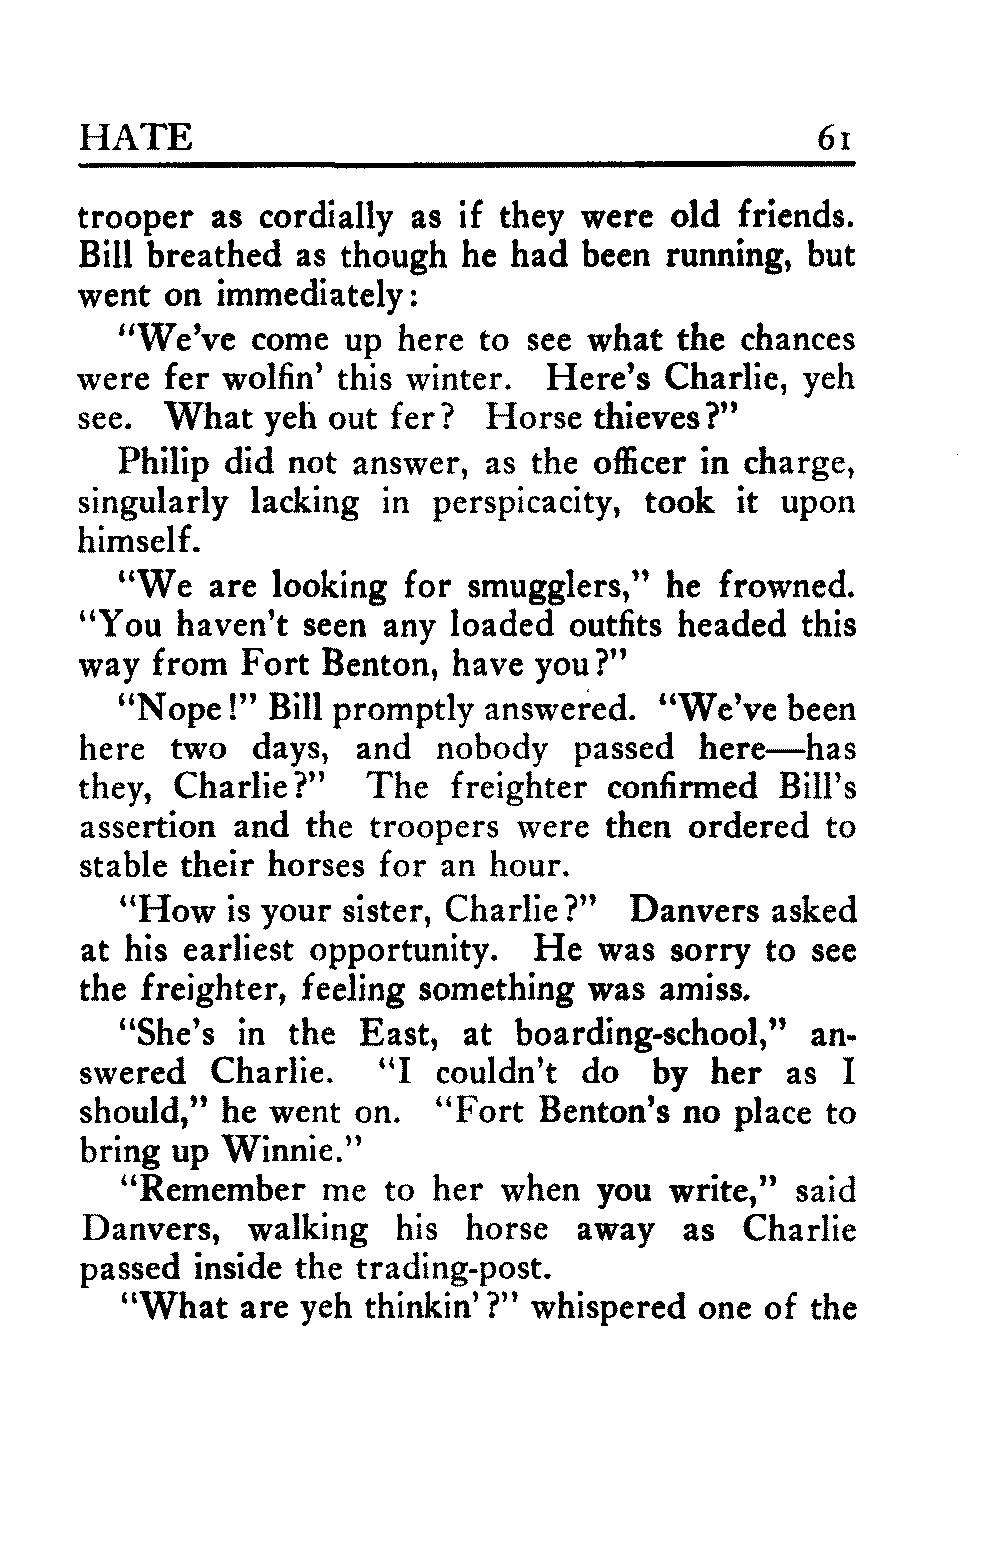 HATE 61
trooper as cordially as if they were old friends.
Bill breathed as though he had been running, but
went on immediately:
"We've come up here to see what the chances
were fer wolfin' this winter. Here's Charlie, yeh
see. What yeh out fer? Horse thieves?"
Philip did not answer, as the officer in charge,
singularly lacking in perspicacity, took it upon
himself.
"We are looking for smugglers," he frowned.
"You haven't seen any loaded outfits headed this
way from Fort Benton, have you?"
"Nope!" Bill promptly answered. "We've been
here two days, and nobody passed here—has
they, Charlie?" The freighter confirmed Bill's
assertion and the troopers were then ordered to
stable their horses for an hour.
"How is your sister, Charlie?" Danvers asked
at his earliest opportunity. He was sorry to see
the freighter, feeling something was amiss.
"She's in the East, at boarding-school," an-
swered Charlie. "I couldn't do by her as I
should," he went on. "Fort Benton's no place to
bring up Winnie."
"Remember me to her when you write," said
Danvers, walking his horse away as Charlie
passed inside the trading-post.
"What are yeh thinkin'?" whispered one of the